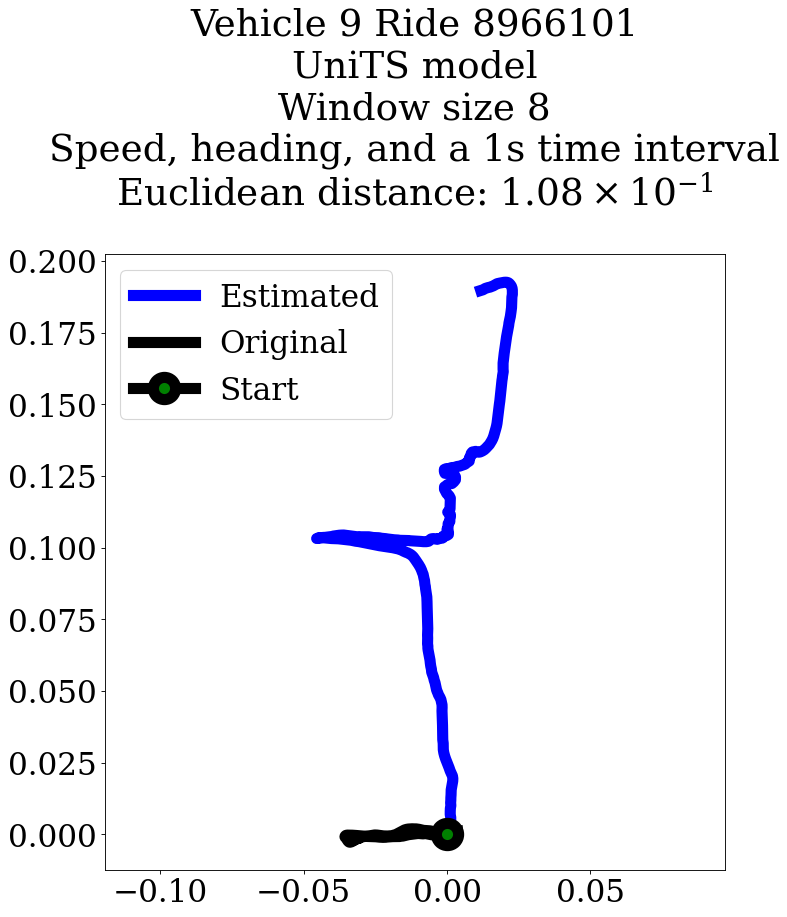 Vehicle 9 Ride 8966101
UniTS model
Window size 8
Speed, heading, and a 1s time interval
Euclidean distance: 1.08 × 10⁻¹
0.200
0.175
0.150
0.125
0.100
0.075
0.050
0.025
0.000
Estimated
Original
Start
−0.10
−0.05
0.00
0.05